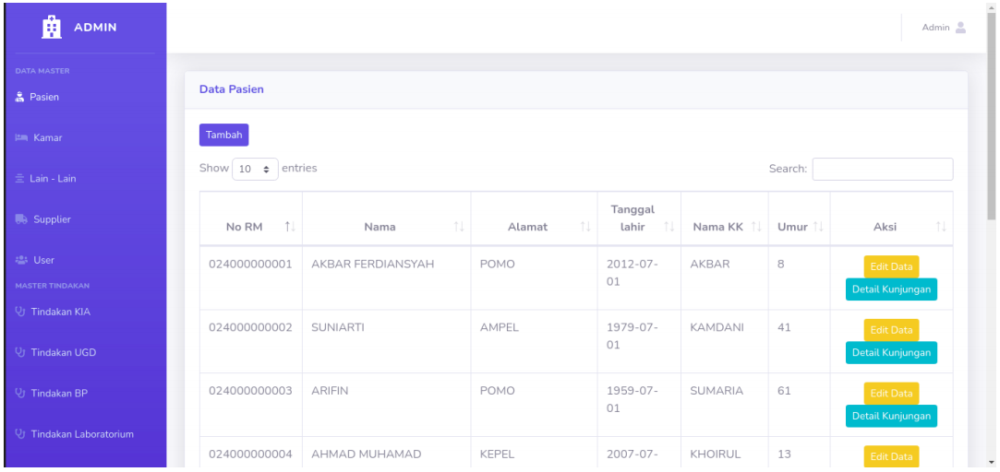 ADMIN
Admin
DATA MASTER
Pasien
Kamar
Lain - Lain
Supplier
User
MASTER TINDAKAN
Tindakan KIA
Tindakan UGD
Tindakan BP
Tindakan Laboratorium
Data Pasien
Tambah
Show 10 entries
Search:
No RM Nama Alamat Tanggal lahir Nama KK Umur Aksi
024000000001 AKBAR FERDIANSYAH POMO 2012-07-01 AKBAR 8 Edit Data
Detail Kunjungan
024000000002 SUNIARTI AMPEL 1979-07-01 KAMDANI 41 Edit Data
Detail Kunjungan
024000000003 ARIFIN POMO 1959-07-01 SUMARIA 61 Edit Data
Detail Kunjungan
024000000004 AHMAD MUHAMAD KEPEL 2007-07- KHOIRUL 13 Edit Data